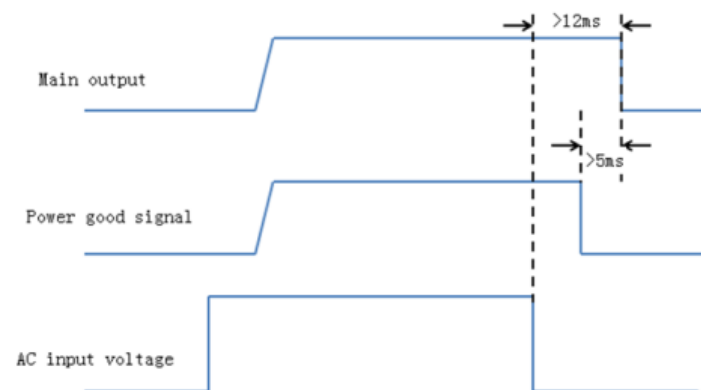 >12ms
Main output
>5ms
Power good signal
AC input voltage